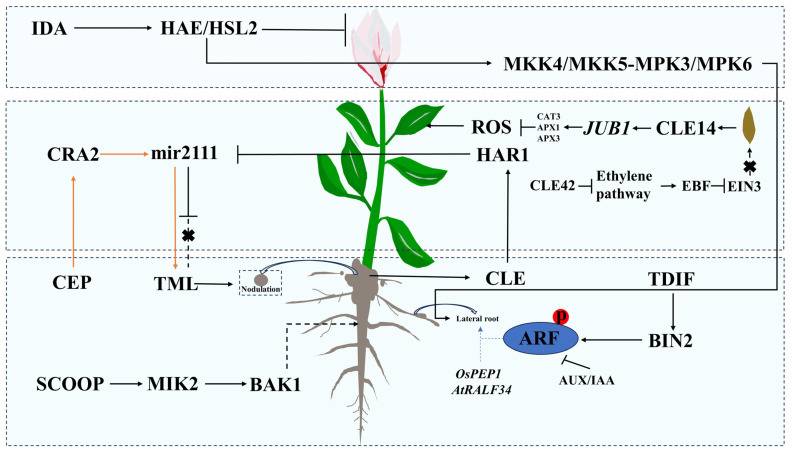 IDA
HAE/HSL2
MKK4/MKK5-MPK3/MPK6
CRA2
mir2111
ROS
CAT3
APX1
APX3
JUB1
CLE14
HAR1
CLE42
Ethylene
pathway
EBF
EIN3
CEP
TML
Nodulation
CLE
TDIF
Lateral root
P
ARF
BIN2
AUX/IAA
OsPEP1
AtRALF34
SCOOP
MIK2
BAK1